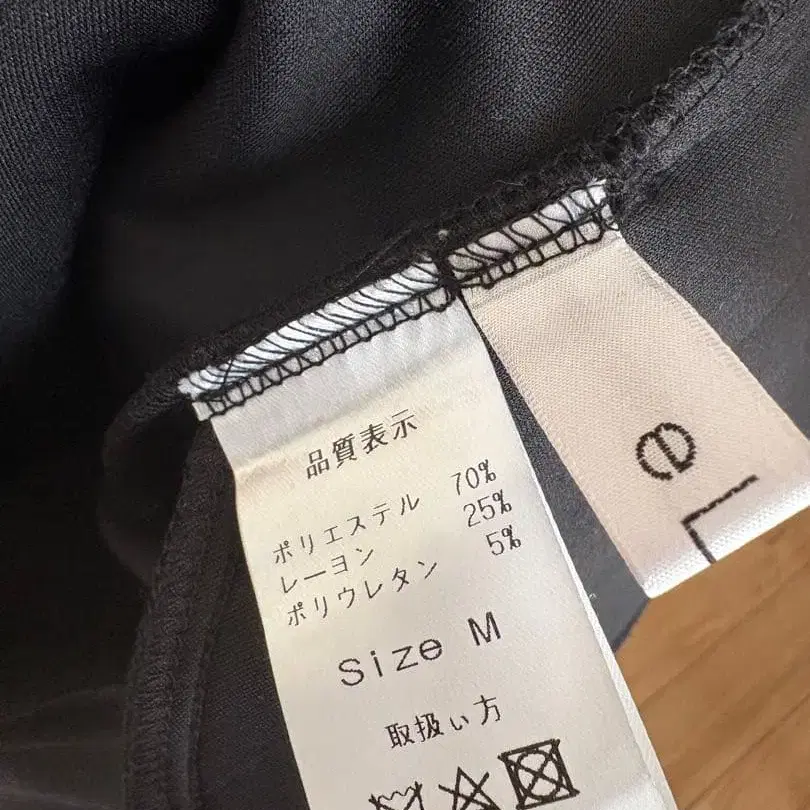 品質表示
ポリエステル 70%
レーヨン 25%
ポリウレタン 5%
Size M
取扱い方